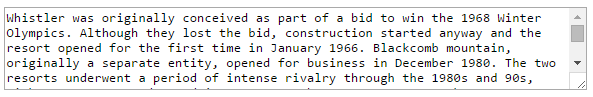 Whistler was originally conceived as part of a bid to win the 1968 Winter
Olympics. Although they lost the bid, construction started anyway and the
resort opened for the first time in January 1966. Blackcomb mountain,
originally a separate entity, opened for business in December 1980. The two
resorts underwent a period of intense rivalry through the 1980s and 90s,